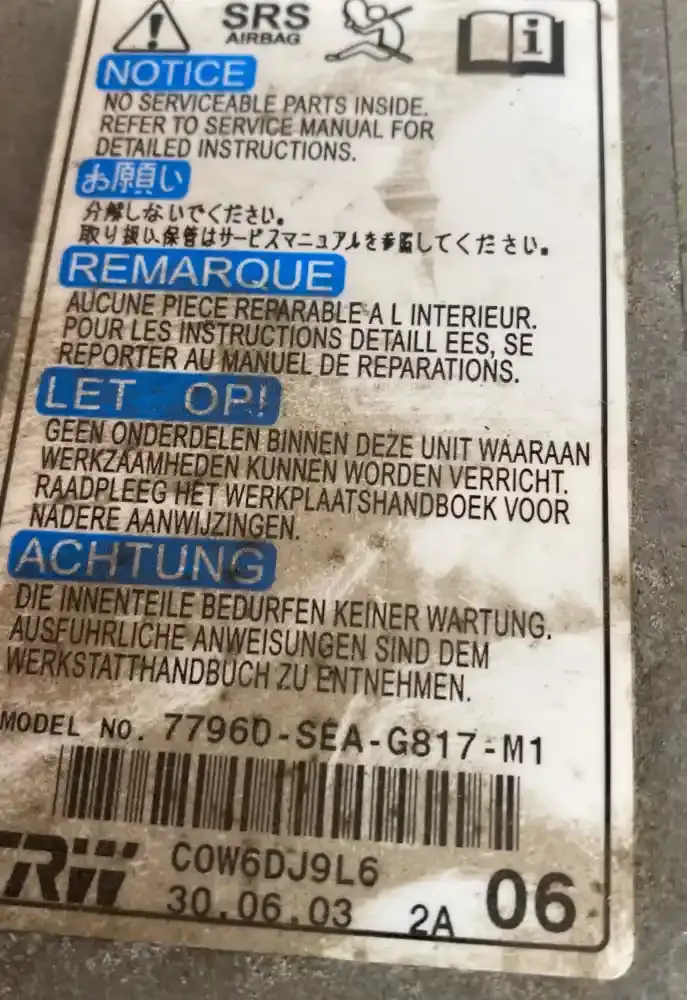 SRS
AIRBAG
i
NOTICE
NO SERVICEABLE PARTS INSIDE.
REFER TO SERVICE MANUAL FOR
DETAILED INSTRUCTIONS.
お願い
分解しないでください。
取り扱い、保管はサービスマニュアルを参照してください。
REMARQUE
AUCUNE PIECE REPARABLE A L INTERIEUR.
POUR LES INSTRUCTIONS DETAILL EES, SE
REPORTER AU MANUEL DE REPARATIONS.
LET OP!
GEEN ONDERDELEN BINNEN DEZE UNIT WAARAAN
WERKZAAMHEDEN KUNNEN WORDEN VERRICHT.
RAADPLEEG HET WERKPLAATSHANDBOEK VOOR
NADERE AANWIJZINGEN.
ACHTUNG
DIE INNENTEILE BEDURFEN KEINER WARTUNG.
AUSFUHRLICHE ANWEISUNGEN SIND DEM
WERKSTATTHANDBUCH ZU ENTNEHMEN.
MODEL NO. 77960-SEA-G817-M1
TRW
C0W6DJ9L6
30.06.03 2A 06